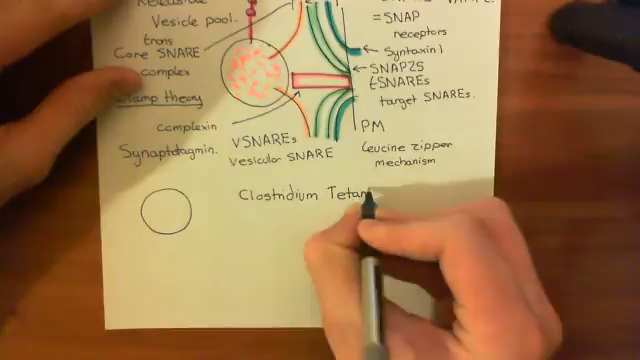 Releasable
Vesicle pool.
trans
Core SNARE
complex
Clamp theory
complexin
Synaptotagmin.
VSNAREs
Vesicular SNARE
= SNAP
receptors
Syntaxin 1
SNAP25
tSNAREs
target SNAREs.
PM
Leucine zipper
mechanism
Clostridium Tetan